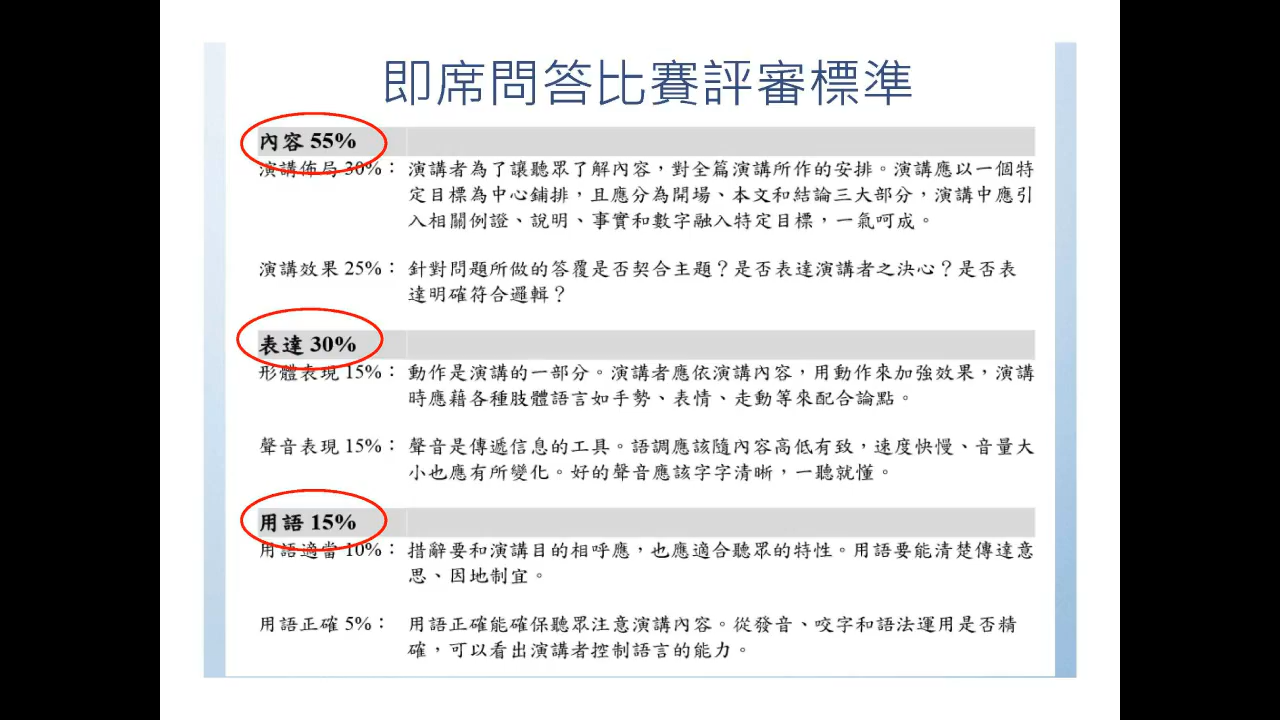 即席問答比賽評審標準
內容 55%
演講佈局 30%： 演講者為了讓聽眾了解內容，對全篇演講所作的安排。演講應以一個特
定目標為中心鋪排，且應分為開場、本文和結論三大部分，演講中應引
入相關例證、說明、事實和數字融入特定目標，一氣呵成。
演講效果 25%： 針對問題所做的答覆是否契合主題？是否表達演講者之決心？是否表
達明確符合邏輯？
表達 30%
形體表現 15%： 動作是演講的一部分。演講者應依演講內容，用動作來加強效果，演講
時應藉各種肢體語言如手勢、表情、走動等來配合論點。
聲音表現 15%： 聲音是傳遞信息的工具。語調應該隨內容高低有致，速度快慢、音量大
小也應有所變化。好的聲音應該字字清晰，一聽就懂。
用語 15%
用語適當 10%： 措辭要和演講目的相呼應，也應適合聽眾的特性。用語要能清楚傳達意
思、因地制宜。
用語正確 5%： 用語正確能確保聽眾注意演講內容。從發音、咬字和語法運用是否精
確，可以看出演講者控制語言的能力。